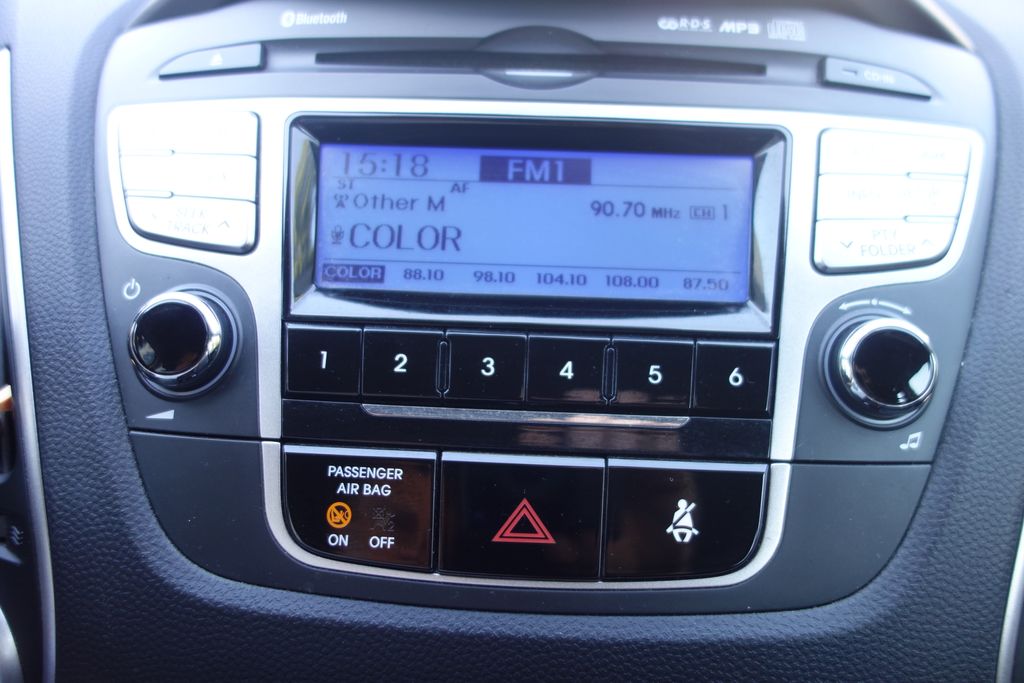 Bluetooth
R·D·S MP3
CD-IN
15:18 FM1
ST AF
Other M 90.70 MHz CH 1
COLOR
COLOR 88.10 98.10 104.10 108.00 87.50
SEEK
TRACK
PTY
FOLDER
1 2 3 4 5 6
PASSENGER
AIR BAG
ON OFF